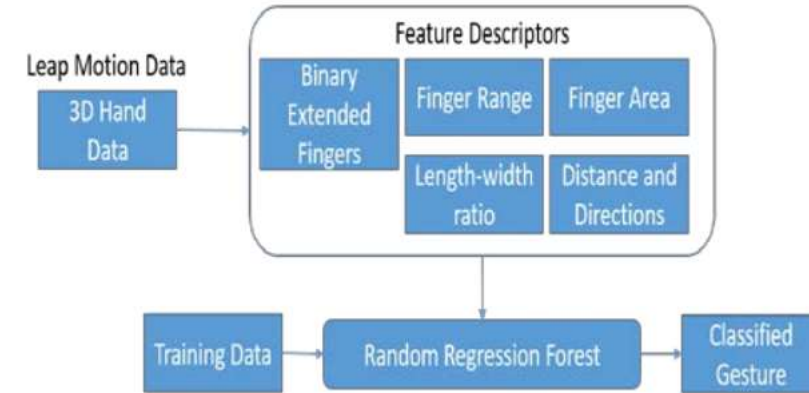 Feature Descriptors
Leap Motion Data
3D Hand
Data
Binary
Extended
Fingers
Finger Range
Finger Area
Length-width
ratio
Distance and
Directions
Training Data
Random Regression Forest
Classified
Gesture